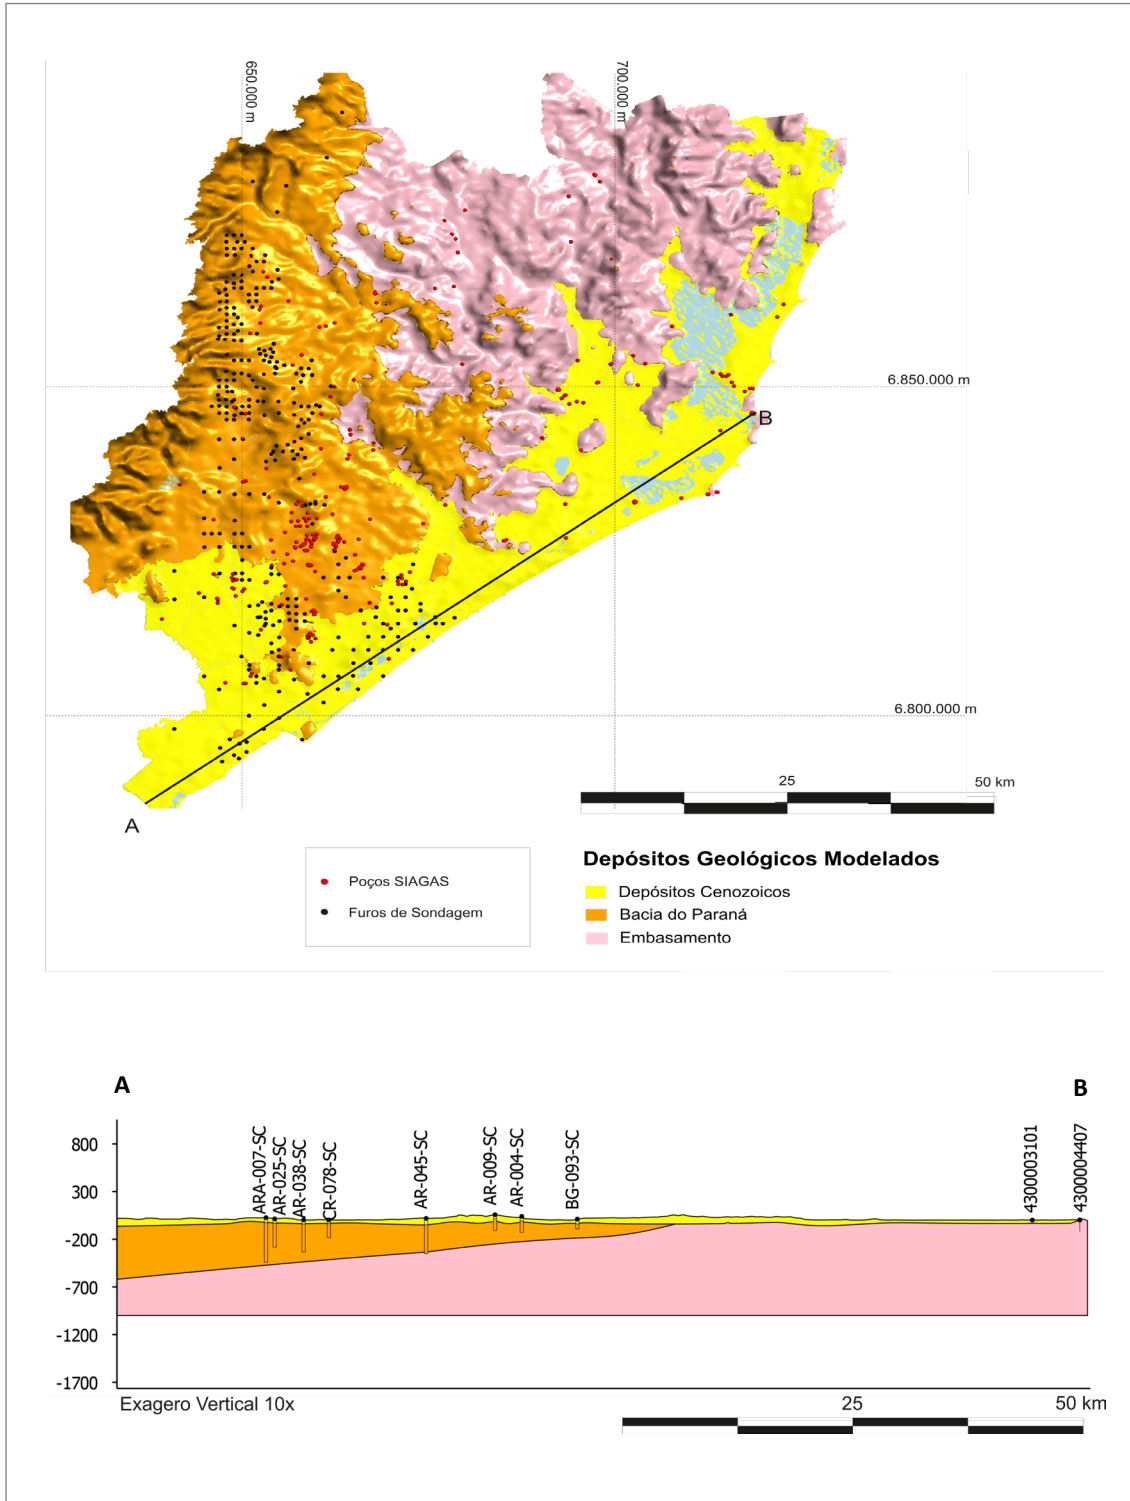 650.000 m
700.000 m
6.850.000 m
B
6.800.000 m
25
50 km
A
Depósitos Geológicos Modelados
Poços SIAGAS
Furos de Sondagem
Depósitos Cenozoicos
Bacia do Paraná
Embasamento
A
B
800
300
-200
-700
-1200
-1700
ARA-007-SC
AR-025-SC
AR-038-SC
CR-078-SC
AR-045-SC
AR-009-SC
AR-004-SC
BG-093-SC
4300003101
4300004407
Exagero Vertical 10x
25
50 km